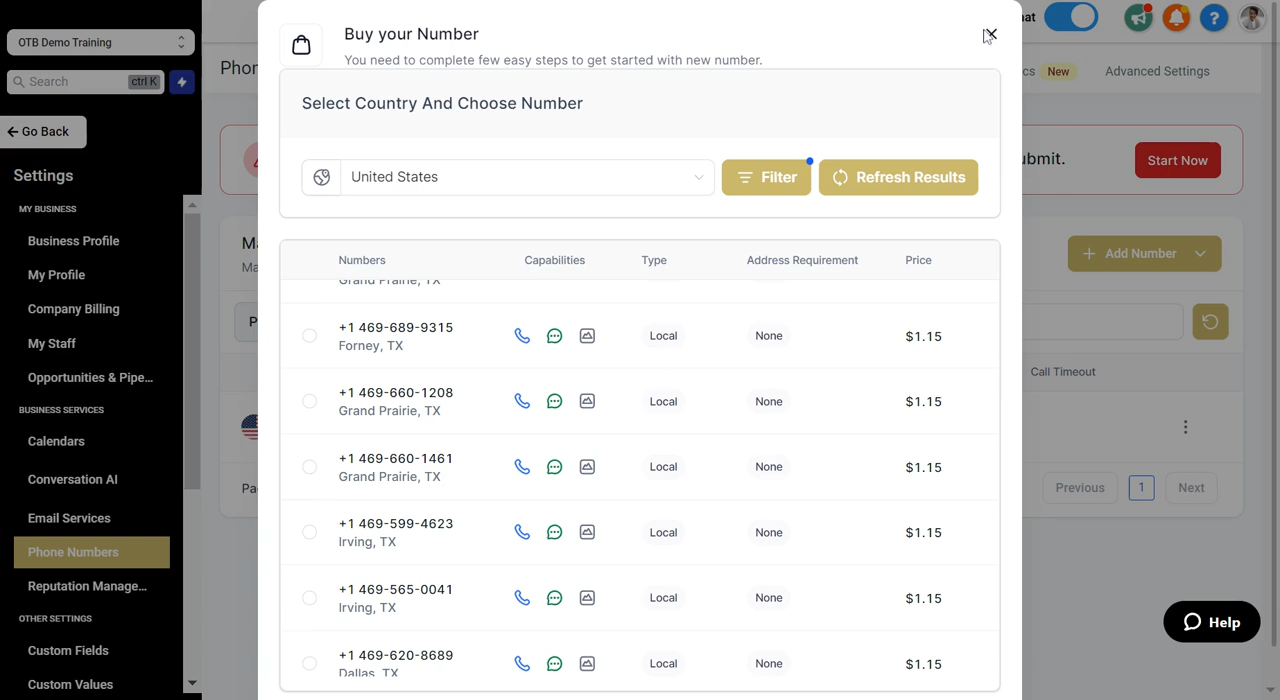 OTB Demo Training
Search
ctrl K
Go Back
Settings
MY BUSINESS
Business Profile
My Profile
Company Billing
My Staff
Opportunities & Pipe...
BUSINESS SERVICES
Calendars
Conversation AI
Email Services
Phone Numbers
Reputation Manage...
OTHER SETTINGS
Custom Fields
Custom Values
Buy your Number
You need to complete few easy steps to get started with new number.
Select Country And Choose Number
United States
Filter
Refresh Results
Numbers Capabilities Type Address Requirement Price
Grand Prairie, TX
+1 469-689-9315
Forney, TX
Local None $1.15
+1 469-660-1208
Grand Prairie, TX
Local None $1.15
+1 469-660-1461
Grand Prairie, TX
Local None $1.15
+1 469-599-4623
Irving, TX
Local None $1.15
+1 469-565-0041
Irving, TX
Local None $1.15
+1 469-620-8689
Dallas, TX
Local None $1.15
New
Advanced Settings
ubmit.
Start Now
Add Number
Call Timeout
Previous 1 Next
Help